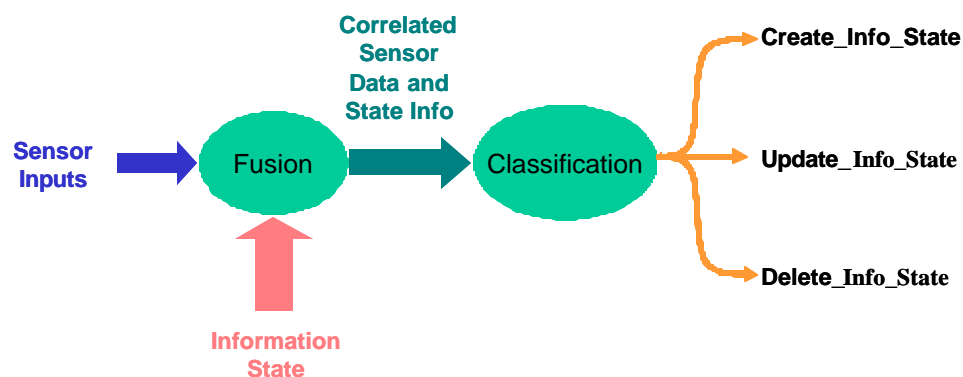 Sensor
Inputs
Fusion
Information
State
Correlated
Sensor
Data and
State Info
Classification
Create_Info_State
Update_Info_State
Delete_Info_State